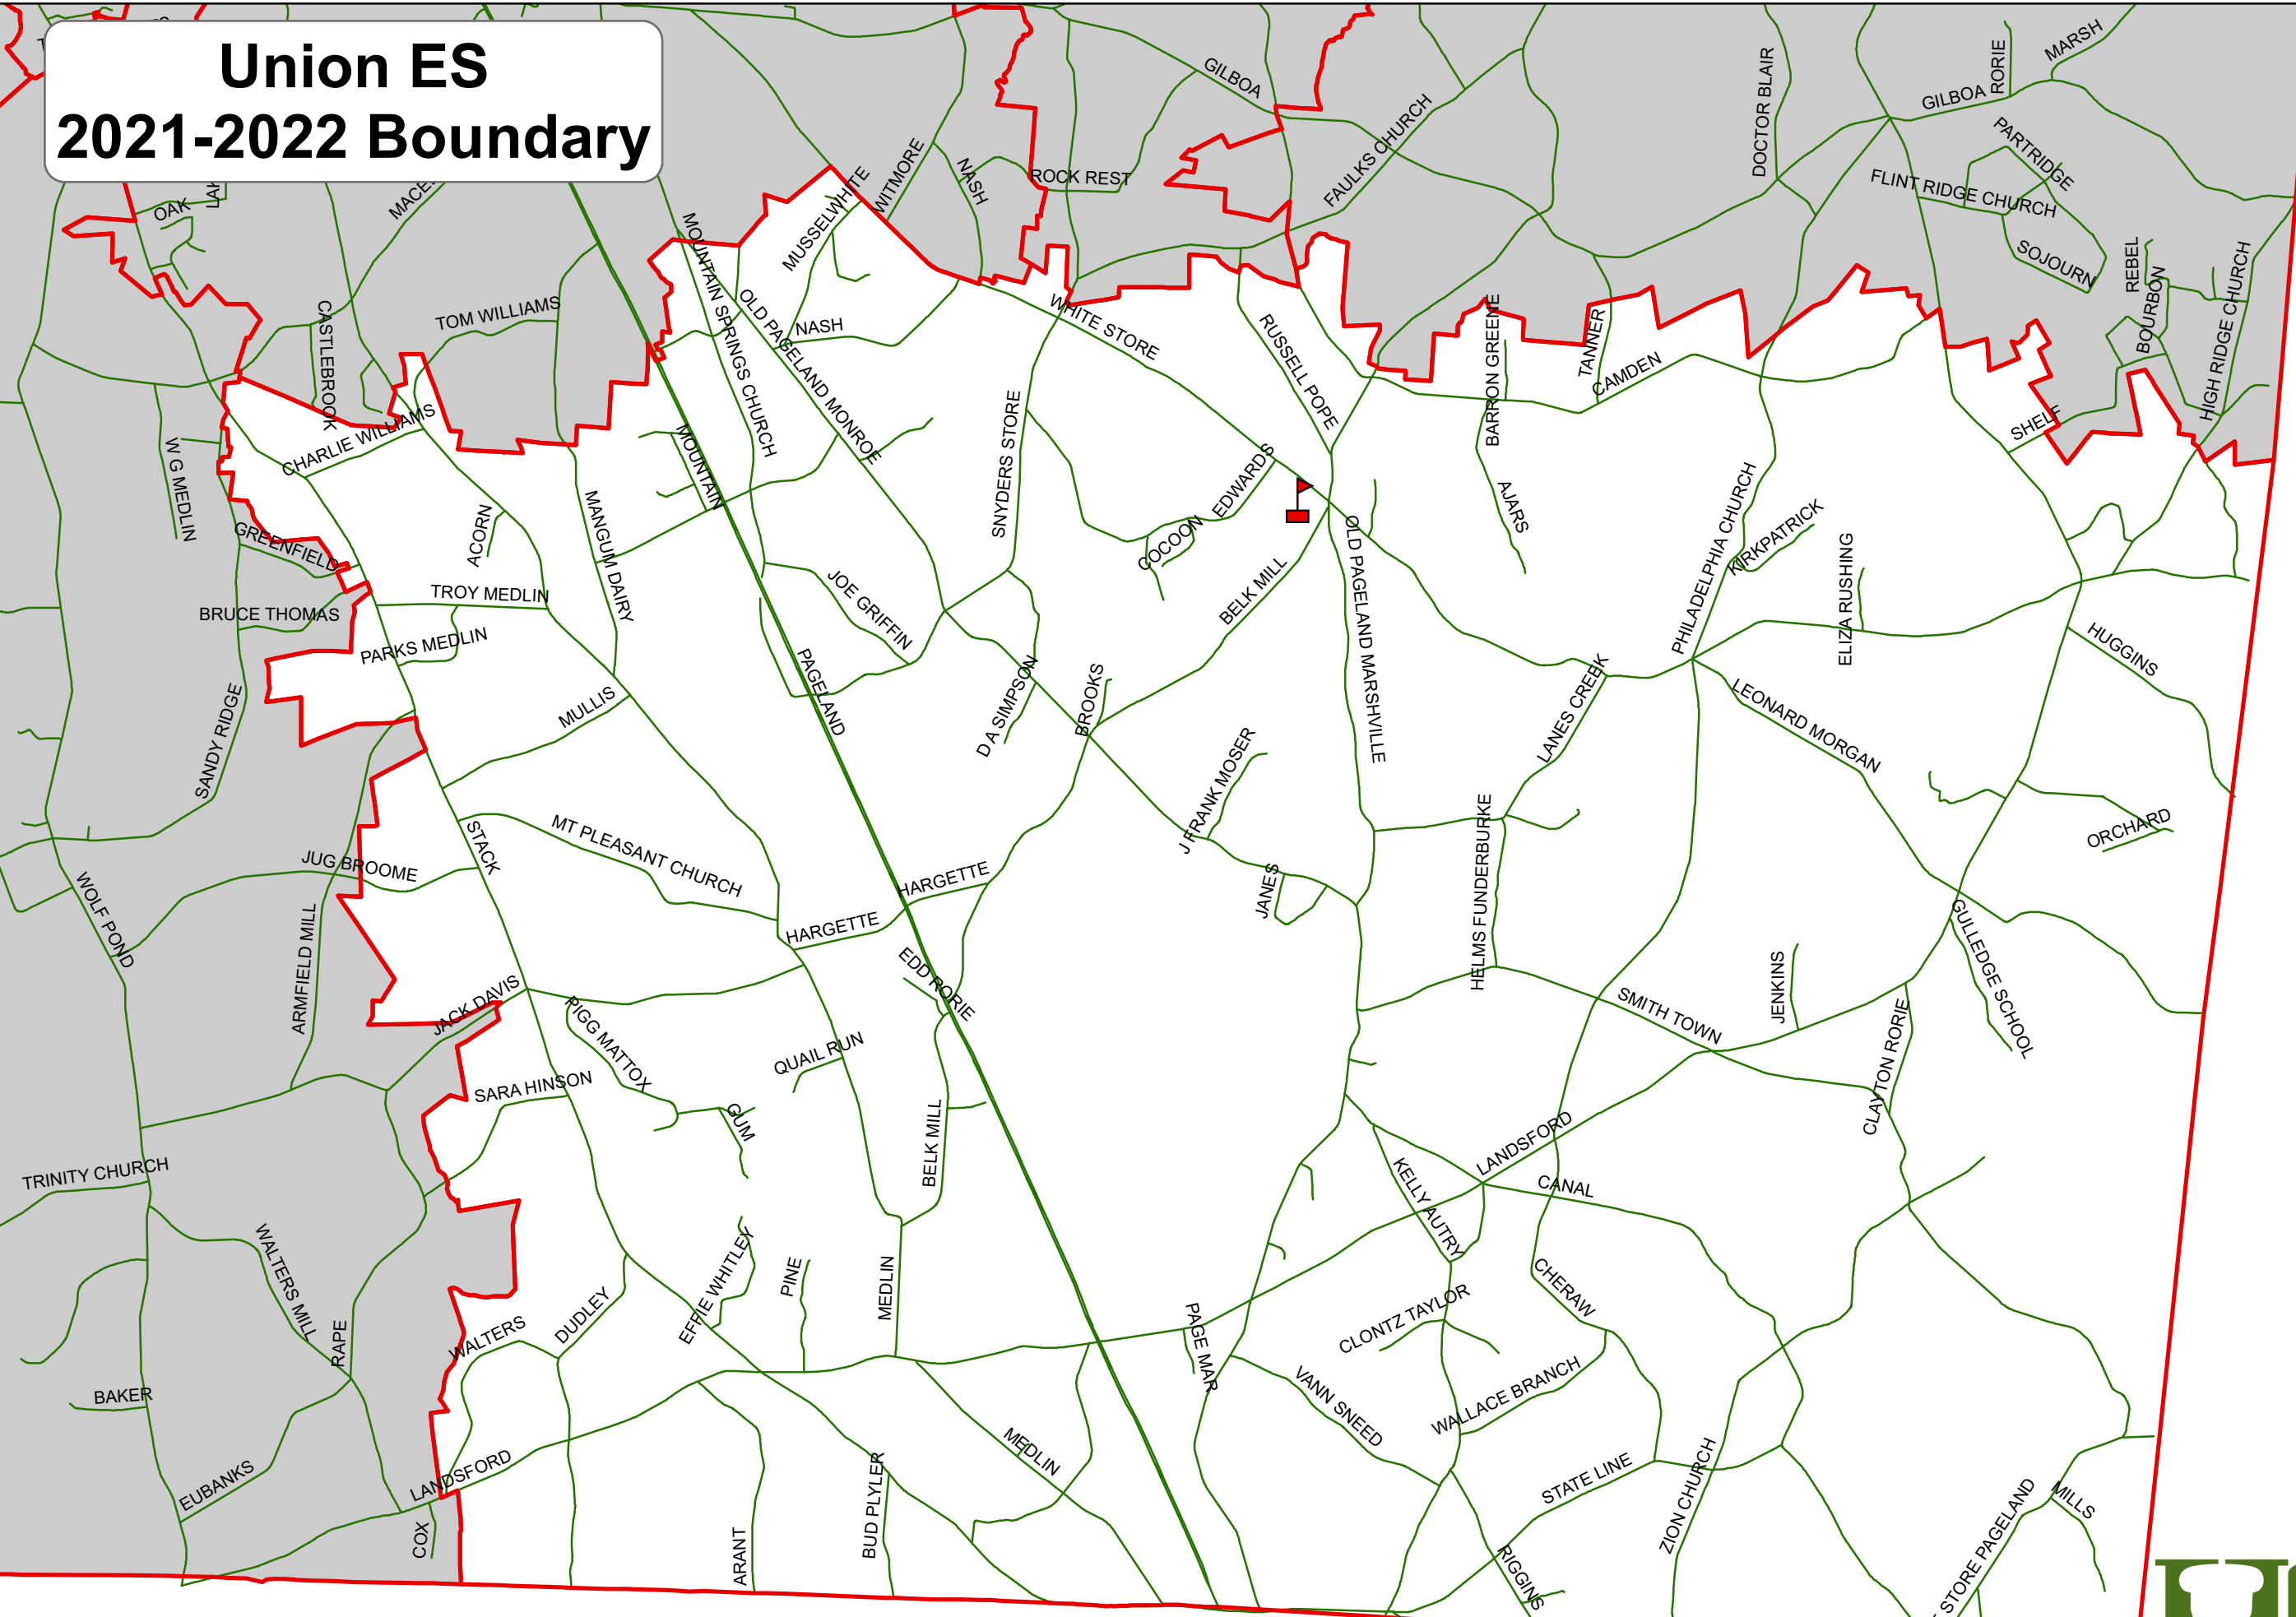 Union ES
2021-2022 Boundary
GILBOA
DOCTOR BLAIR
GILBOA
RORIE
MARSH
OAK
WITMORE
NASH
ROCK REST
FAULKS CHURCH
PARTRIDGE
FLINT RIDGE CHURCH
SOJOURN
REBEL
BOURBON
HIGH RIDGE CHURCH
MUSSELWHITE
MOUNTAIN SPRINGS CHURCH
OLD PAGELAND MONROE
NASH
WHITE STORE
RUSSELL POPE
BARRON GREENE
TANNER
CAMDEN
SHELF
TOM WILLIAMS
CASTLEBROOK
CHARLIE WILLIAMS
W G MEDLIN
GREENFIELD
ACORN
MANGUM DAIRY
MOUNTAIN
SNYDERS STORE
EDWARDS
COCOON
AJARS
PHILADELPHIA CHURCH
KIRKPATRICK
ELIZA RUSHING
HUGGINS
BRUCE THOMAS
TROY MEDLIN
PARKS MEDLIN
JOE GRIFFIN
BELK MILL
OLD PAGELAND MARSHVILLE
SANDY RIDGE
MULLIS
PAGELAND
D A SIMPSON
BROOKS
LANES CREEK
LEONARD MORGAN
J FRANK MOSER
ORCHARD
STACK
MT PLEASANT CHURCH
JUG BROOME
HARGETTE
HARGETTE
JANES
HELMS FUNDERBURKE
WOLF POND
ARMFIELD MILL
JACK DAVIS
EDD RORIE
PIGG MATTOX
QUAIL RUN
SMITH TOWN
JENKINS
GULLEDGE SCHOOL
CLAYTON RORIE
SARA HINSON
GUM
BELK MILL
LANDSFORD
KELLY AUTRY
CANAL
TRINITY CHURCH
WALTERS MILL
RAPE
WALTERS
DUDLEY
EFFIE WHITLEY
PINE
MEDLIN
PAGE MAR
CHERAW
CLONTZ TAYLOR
VANN SNEED
WALLACE BRANCH
BAKER
EUBANKS
LANDSFORD
COX
ARANT
BUD PLYLER
MEDLIN
STATE LINE
ZION CHURCH
RIGGINS
STORE PAGELAND
MILLS